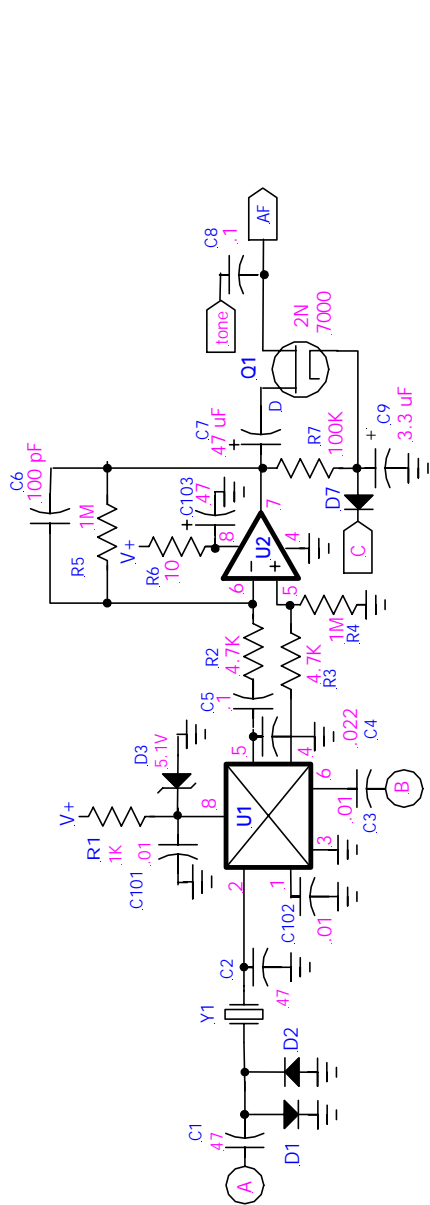 A
C1
47
D1
D2
Y1
C2
47
2
1
C102
.01
3
U1
8
C101
.01
R1
1K
V+
D3
5.1V
5
4
6
C3
.01
B
C4
.022
C5
.1
R2
4.7K
R3
4.7K
R4
1M
6
5
−
+
U2
8
4
7
R6
10
V+
C103
47
+
R5
1M
C6
100 pF
C7
47 uF
+
R7
100K
D7
C
C9
3.3 uF
+
Q1
D
2N
7000
tone
C8
.1
AF